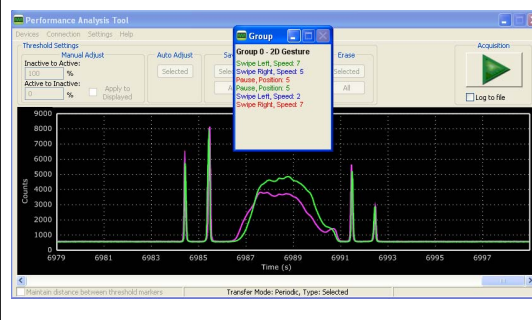 Performance Analysis Tool
Devices Connection Settings Help
Group
Threshold Settings
Manual Adjust
Inactive to Active:
100 %
Active to Inactive:
0 %
Apply to
Displayed
Auto Adjust
Selected
Erase
Selected
All
Group 0 - 2D Gesture
Swipe Left, Speed: 7
Swipe Right, Speed: 5
Pause, Position: 5
Pause, Position: 5
Swipe Left, Speed: 2
Swipe Right, Speed: 7
Acquisition
Log to file
9000
8000
7000
6000
5000
4000
3000
2000
1000
0
Counts
6979 6981 6983 6985 6987 6989 6991 6993 6995 6997
Time (s)
Maintain distance between threshold markers
Transfer Mode: Periodic, Type: Selected